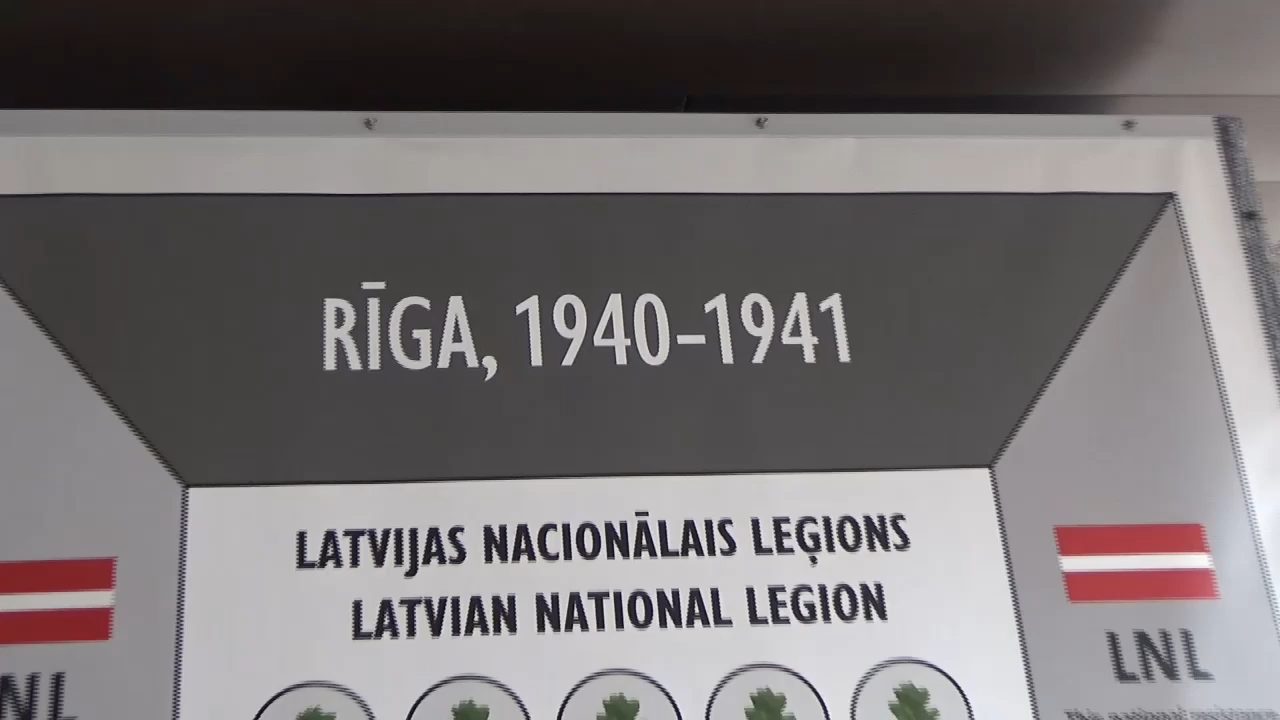 RĪGA, 1940-1941
LATVIJAS NACIONĀLAIS LEĢIONS
LATVIAN NATIONAL LEGION
LNL